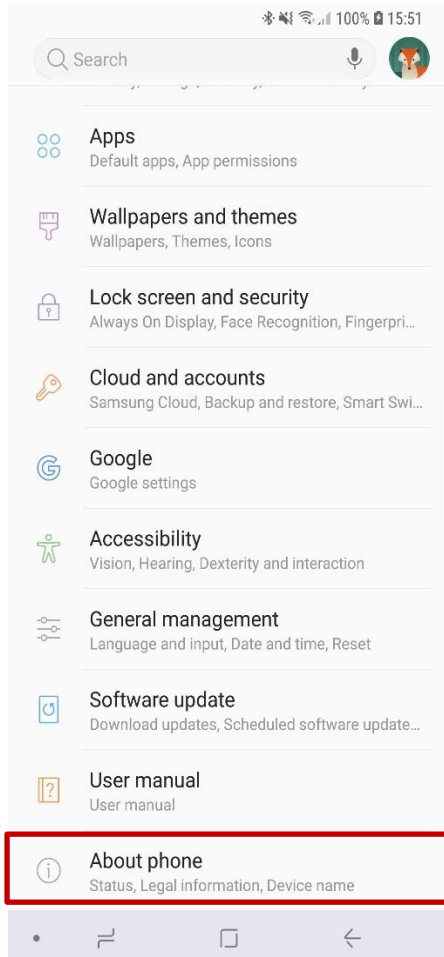 100% 15:51
Search
Apps
Default apps, App permissions
Wallpapers and themes
Wallpapers, Themes, Icons
Lock screen and security
Always On Display, Face Recognition, Fingerpri...
Cloud and accounts
Samsung Cloud, Backup and restore, Smart Swi...
Google
Google settings
Accessibility
Vision, Hearing, Dexterity and interaction
General management
Language and input, Date and time, Reset
Software update
Download updates, Scheduled software update...
User manual
User manual
About phone
Status, Legal information, Device name